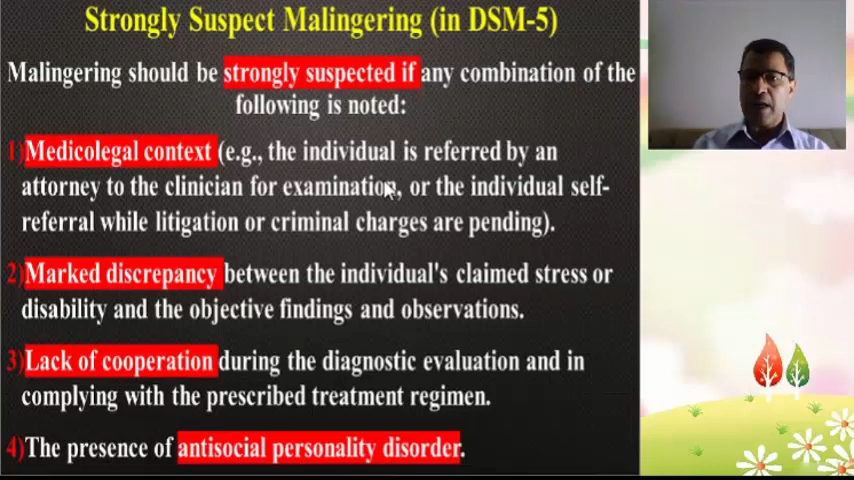 Strongly Suspect Malingering (in DSM-5)
Malingering should be strongly suspected if any combination of the
following is noted:
1) Medicolegal context (e.g., the individual is referred by an
attorney to the clinician for examination, or the individual self-
referral while litigation or criminal charges are pending).
2) Marked discrepancy between the individual's claimed stress or
disability and the objective findings and observations.
3) Lack of cooperation during the diagnostic evaluation and in
complying with the prescribed treatment regimen.
4) The presence of antisocial personality disorder.